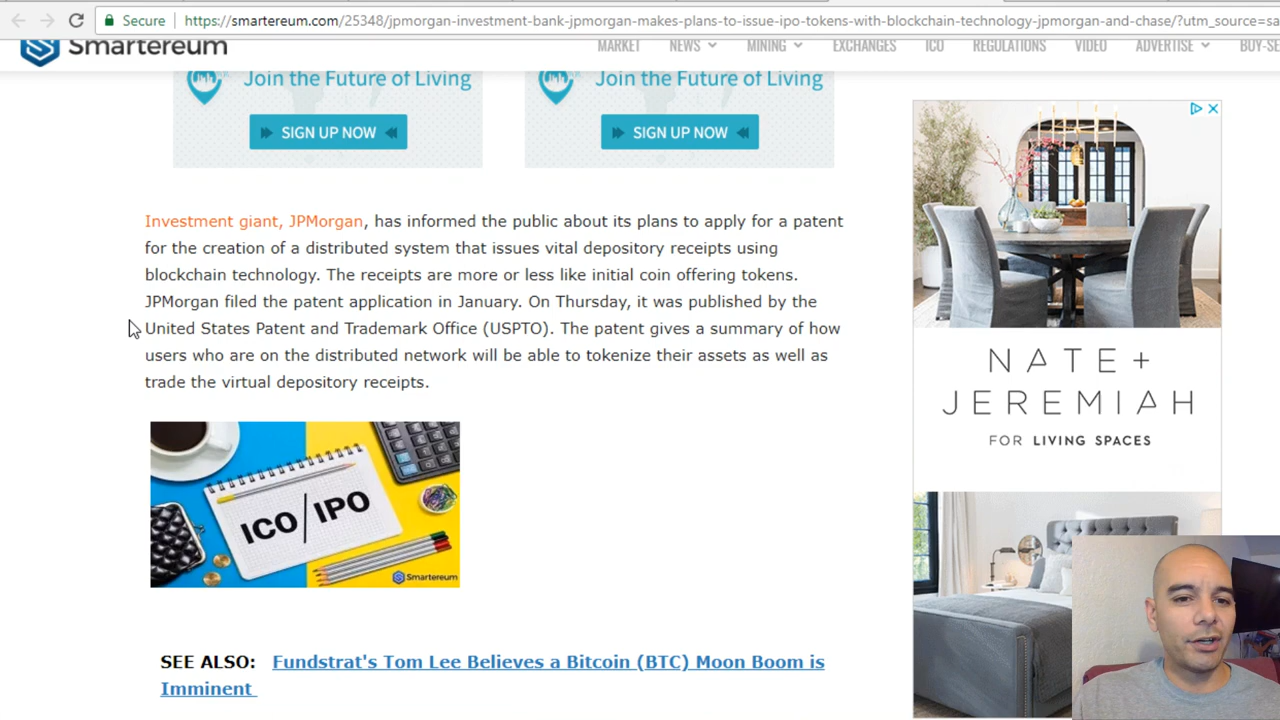 Secure https://smartereum.com/25348/jpmorgan-investment-bank-jpmorgan-makes-plans-to-issue-ipo-tokens-with-blockchain-technology-jpmorgan-and-chase/?utm_source=sa
Smartereum MARKET NEWS MINING EXCHANGES ICO REGULATIONS VIDEO ADVERTISE BUY-SE
Join the Future of Living
SIGN UP NOW
Join the Future of Living
SIGN UP NOW
Investment giant, JPMorgan, has informed the public about its plans to apply for a patent
for the creation of a distributed system that issues vital depository receipts using
blockchain technology. The receipts are more or less like initial coin offering tokens.
JPMorgan filed the patent application in January. On Thursday, it was published by the
United States Patent and Trademark Office (USPTO). The patent gives a summary of how
users who are on the distributed network will be able to tokenize their assets as well as
trade the virtual depository receipts.
ICO/IPO
Smartereum
SEE ALSO: Fundstrat's Tom Lee Believes a Bitcoin (BTC) Moon Boom is
Imminent
NATE +
JEREMIAH
FOR LIVING SPACES